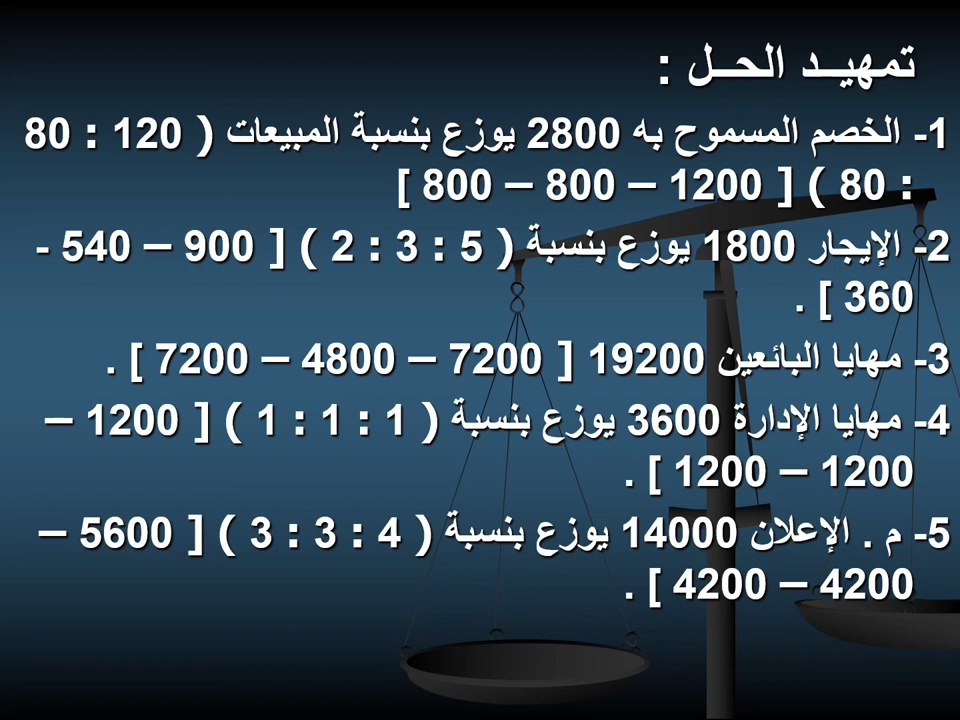 تمهيــد الحــل :
1- الخصم المسموح به 2800 يوزع بنسبة المبيعات ( 120 : 80
: 80 ) [ 1200 – 800 – 800 ]
2- الإيجار 1800 يوزع بنسبة ( 5 : 3 : 2 ) [ 900 – 540 -
360 ] .
3- مهايا البائعين 19200 [ 7200 – 4800 – 7200 ] .
4- مهايا الإدارة 3600 يوزع بنسبة ( 1 : 1 : 1 ) [ 1200 –
1200 – 1200 ] .
5- م . الإعلان 14000 يوزع بنسبة ( 4 : 3 : 3 ) [ 5600 –
4200 – 4200 ] .